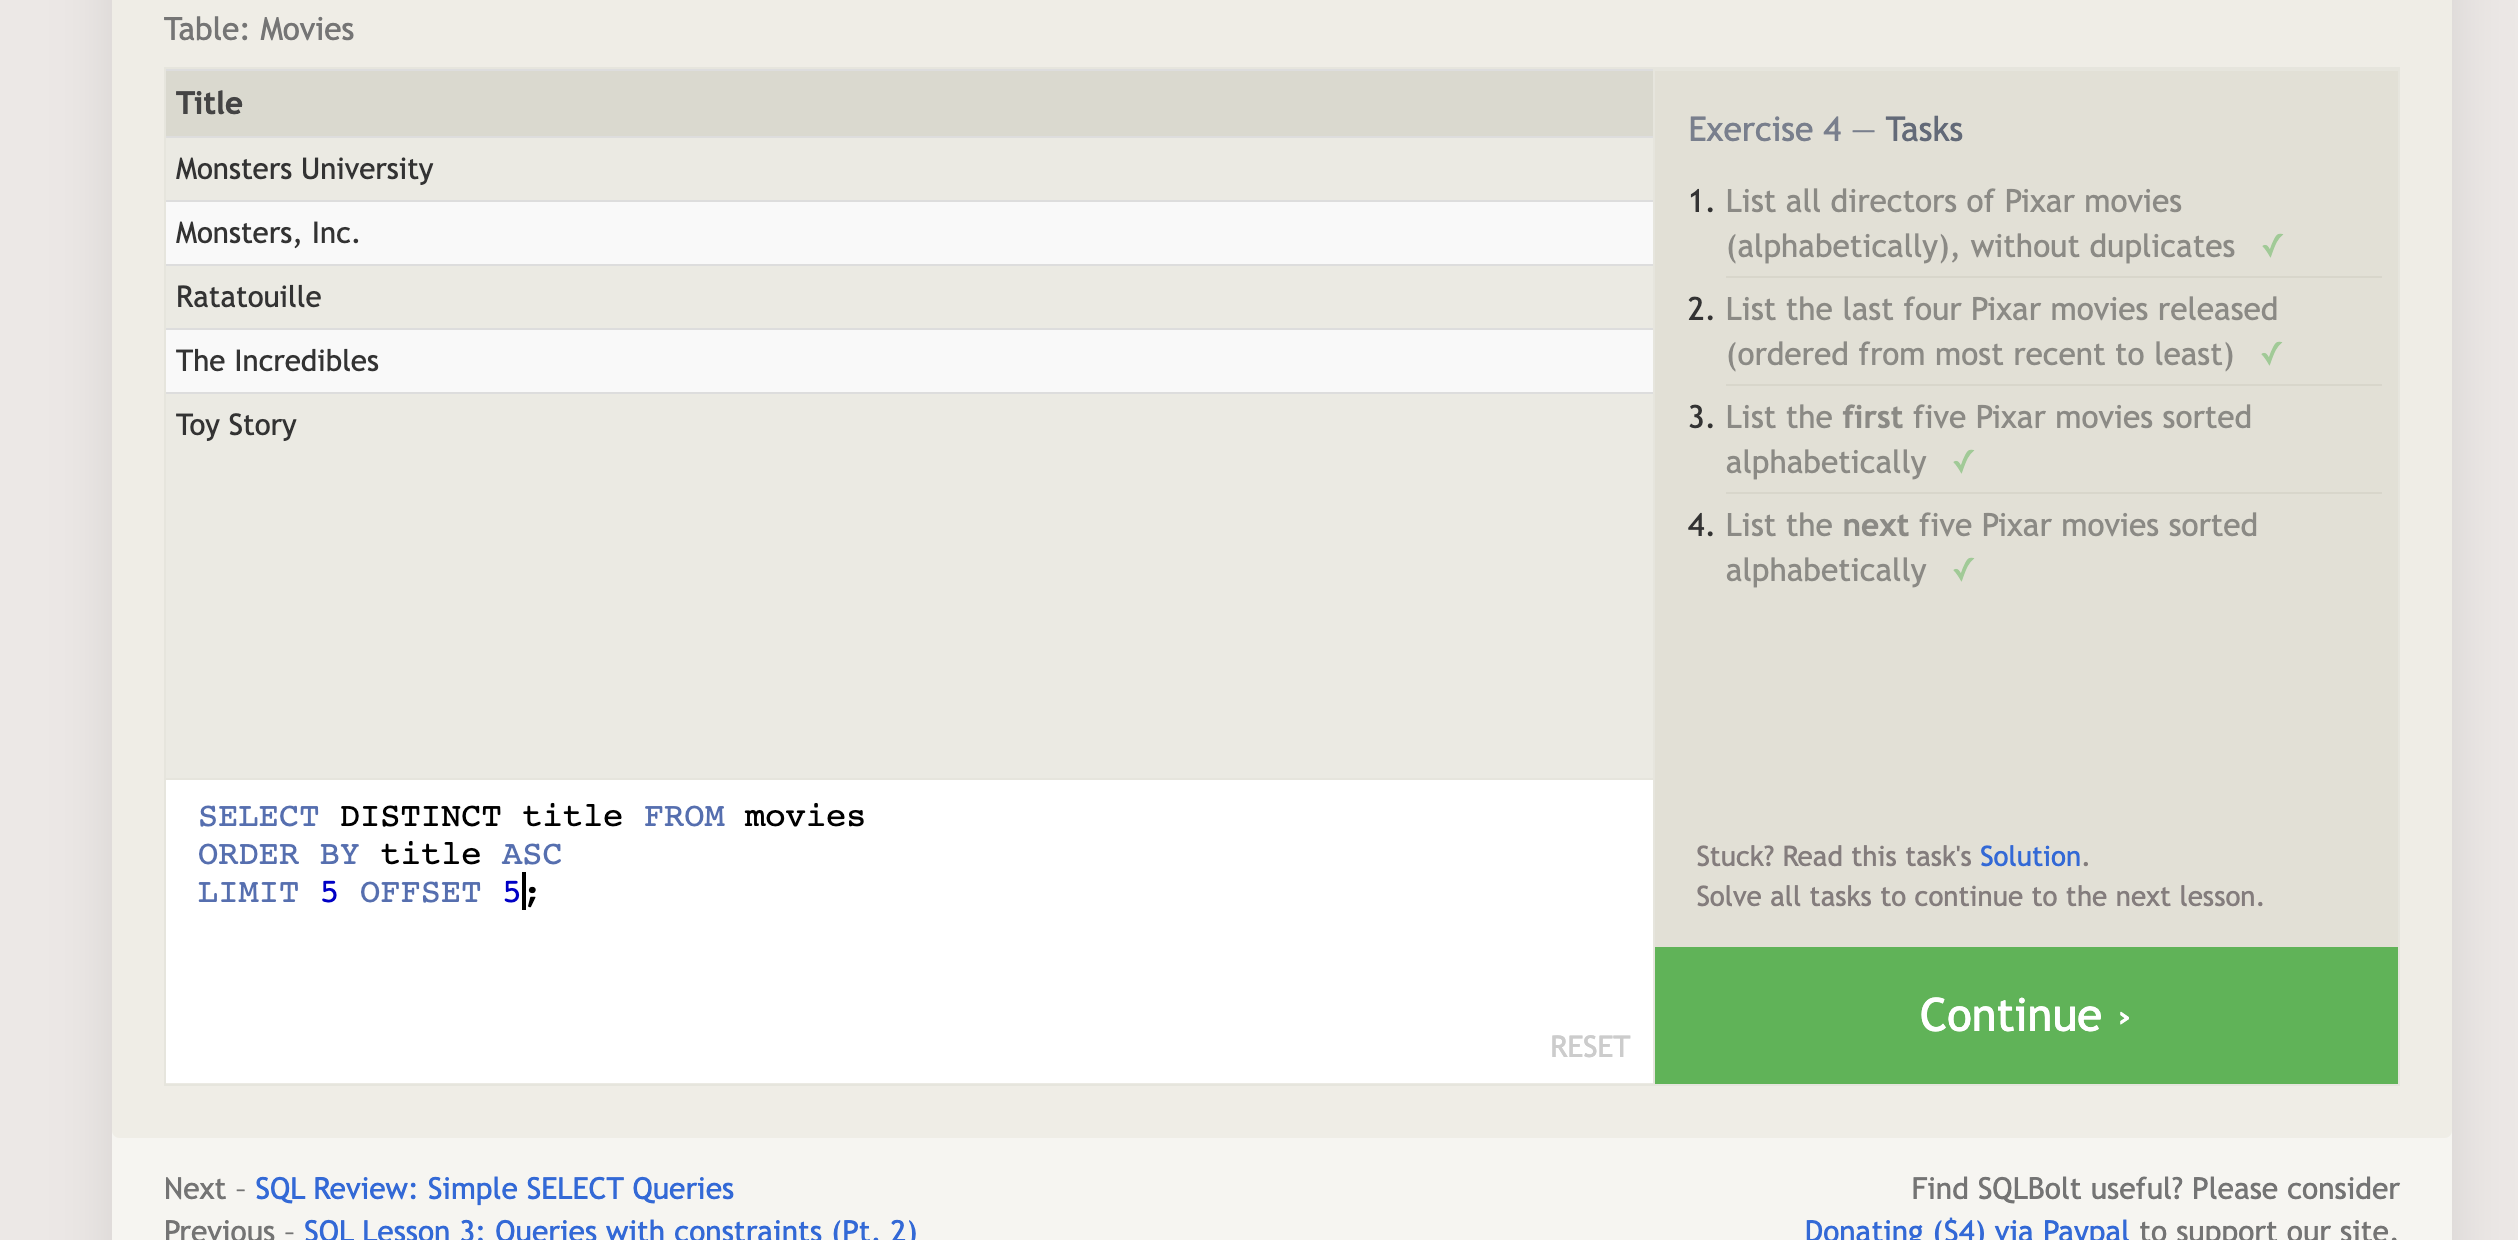 Table: Movies
Title
Monsters University
Monsters, Inc.
Ratatouille
The Incredibles
Toy Story
SELECT DISTINCT title FROM movies
ORDER BY title ASC
LIMIT 5 OFFSET 5;
RESET
Exercise 4 — Tasks
1. List all directors of Pixar movies
(alphabetically), without duplicates ✓
2. List the last four Pixar movies released
(ordered from most recent to least) ✓
3. List the first five Pixar movies sorted
alphabetically ✓
4. List the next five Pixar movies sorted
alphabetically ✓
Stuck? Read this task's Solution.
Solve all tasks to continue to the next lesson.
Continue ›
Next – SQL Review: Simple SELECT Queries
Previous – SQL Lesson 3: Queries with constraints (Pt. 2)
Find SQLBolt useful? Please consider
Donating ($4) via Paypal to support our site.